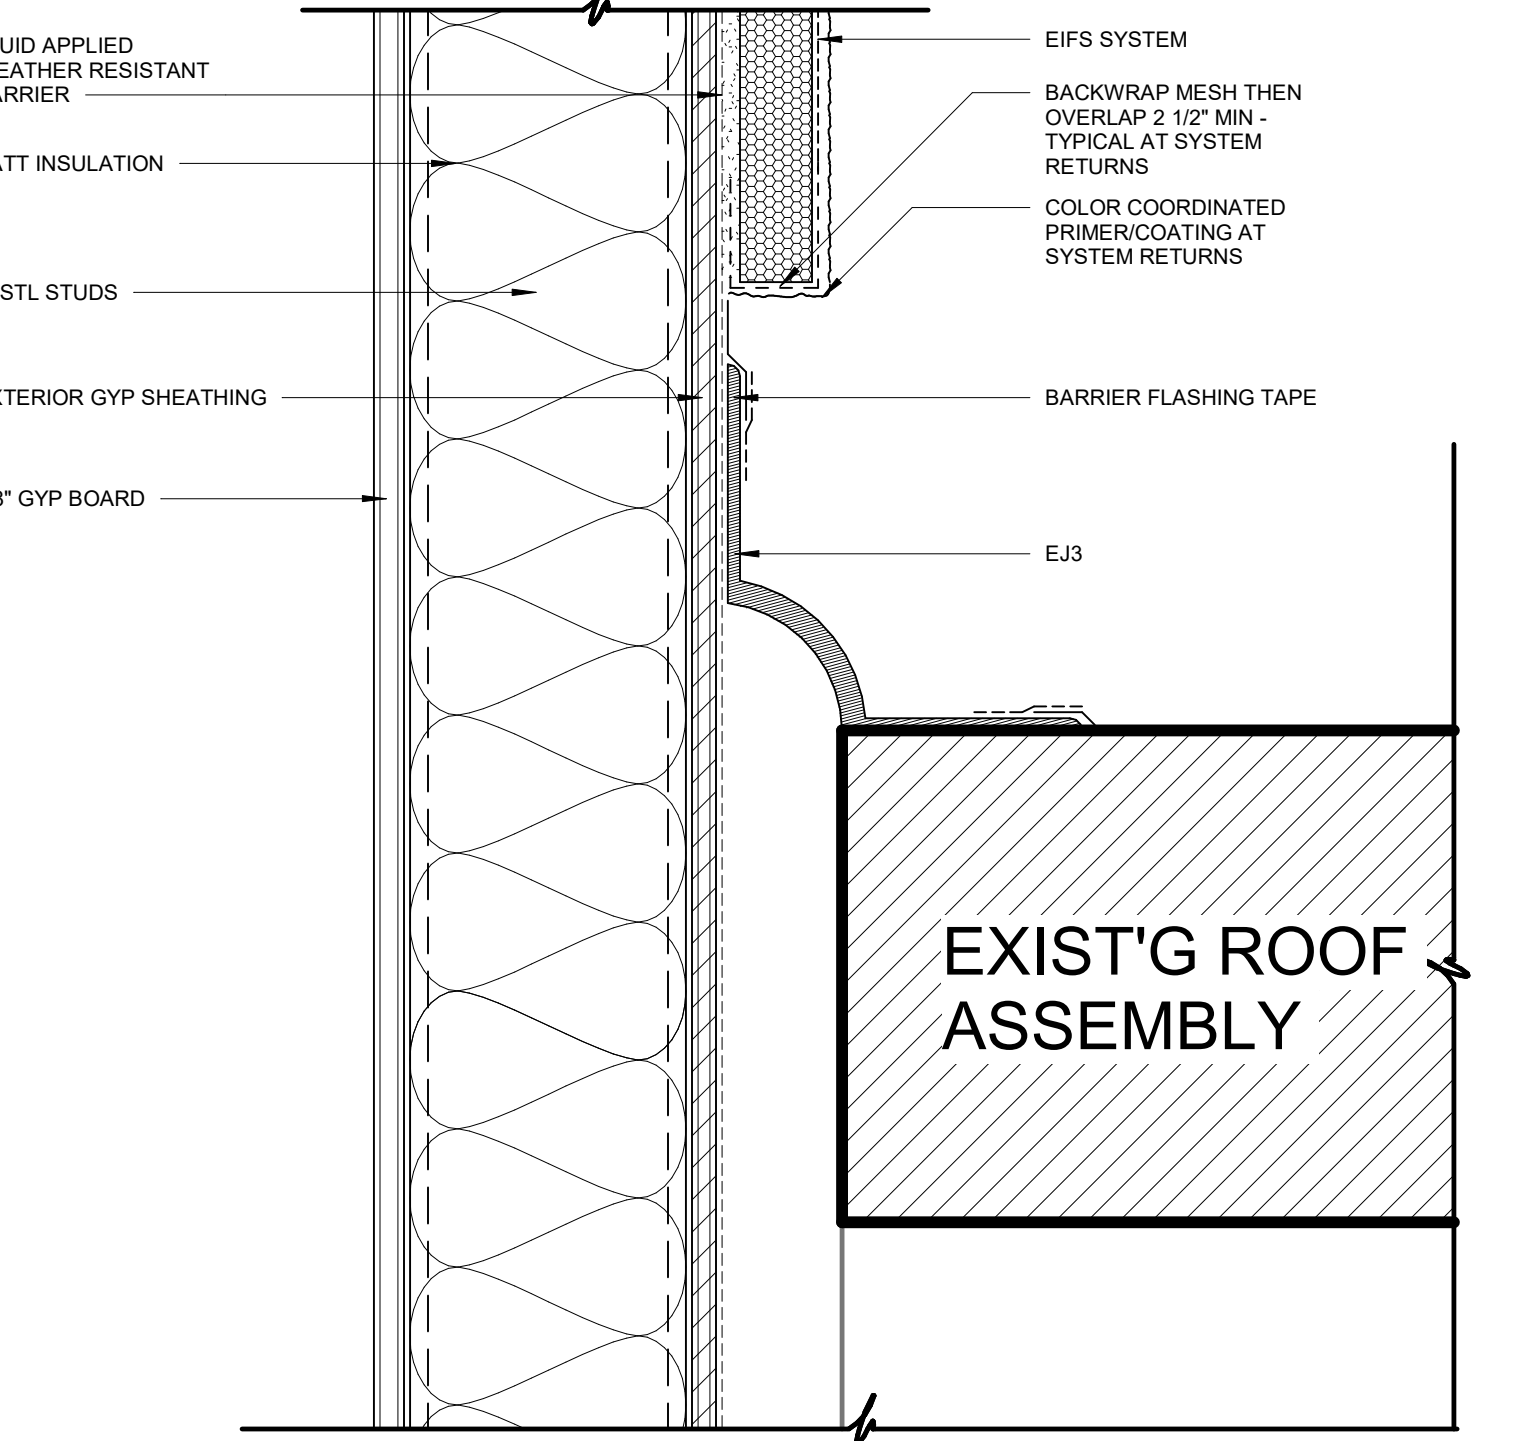 UID APPLIED
EATHER RESISTANT
ARRIER
ATT INSULATION
STL STUDS
XTERIOR GYP SHEATHING
8" GYP BOARD
EIFS SYSTEM
BACKWRAP MESH THEN
OVERLAP 2 1/2" MIN -
TYPICAL AT SYSTEM
RETURNS
COLOR COORDINATED
PRIMER/COATING AT
SYSTEM RETURNS
BARRIER FLASHING TAPE
EJ3
EXIST'G ROOF
ASSEMBLY